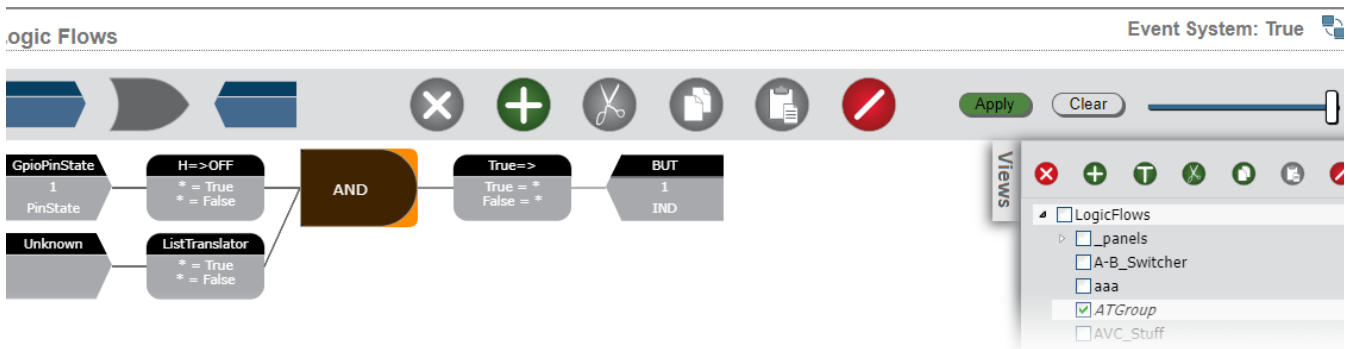 ogic Flows
Event System: True
Apply
Clear
GpioPinState
1
PinState
H=>OFF
* = True
* = False
AND
True=>
True = *
False = *
BUT
1
IND
Unknown
ListTranslator
* = True
* = False
Views
T
LogicFlows
_panels
A-B_Switcher
aaa
ATGroup
AVC_Stuff